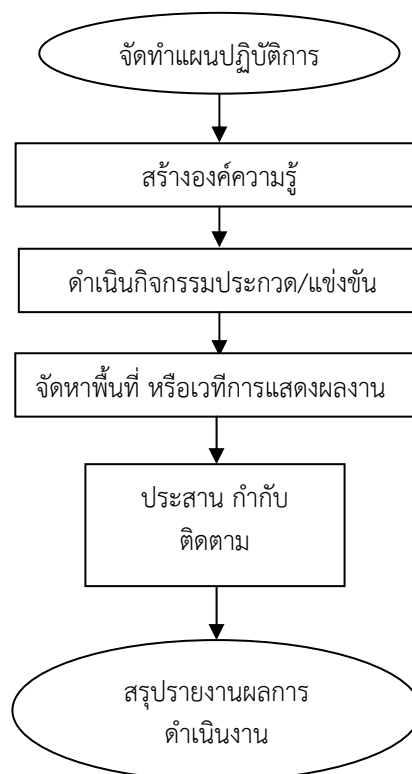 จัดทำแผนปฏิบัติการ
สร้างองค์ความรู้
ดำเนินกิจกรรมประกวด/แข่งขัน
จัดหาพื้นที่ หรือเวทีการแสดงผลงาน
ประสาน กำกับ
ติดตาม
สรุปรายงานผลการ
ดำเนินงาน